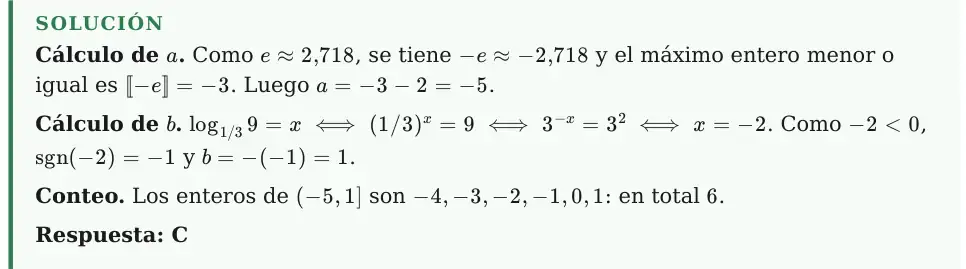 SOLUCIÓN
Cálculo de a. Como e ≈ 2,718, se tiene −e ≈ −2,718 y el máximo entero menor o
igual es ⟦−e⟧ = −3. Luego a = −3 − 2 = −5.
Cálculo de b. log_{1/3} 9 = x ⟺ (1/3)^x = 9 ⟺ 3^{−x} = 3^2 ⟺ x = −2. Como −2 < 0,
sgn(−2) = −1 y b = −(−1) = 1.
Conteo. Los enteros de (−5, 1] son −4, −3, −2, −1, 0, 1: en total 6.
Respuesta: C